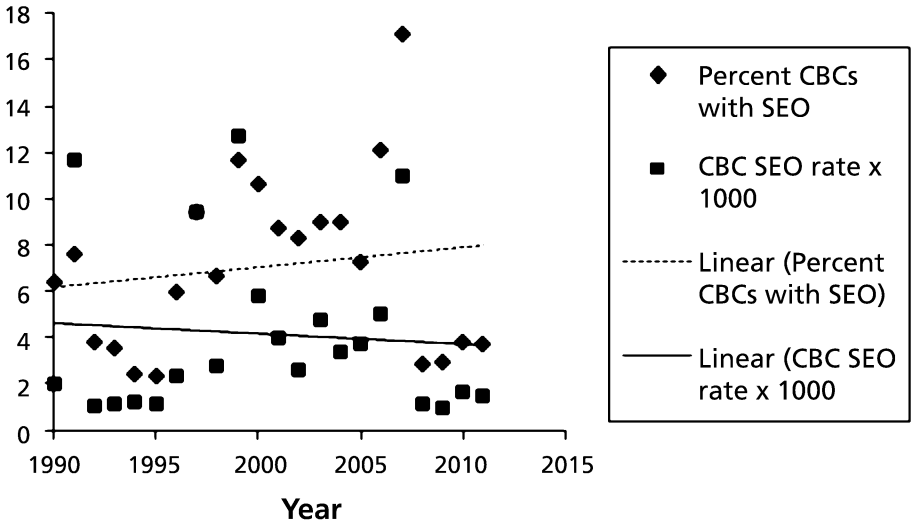 18
16
14
12
10
8
6
4
2
0
1990 1995 2000 2005 2010 2015
Year
Percent CBCs
with SEO
CBC SEO rate x
1000
Linear (Percent
CBCs with SEO)
Linear (CBC SEO
rate x 1000